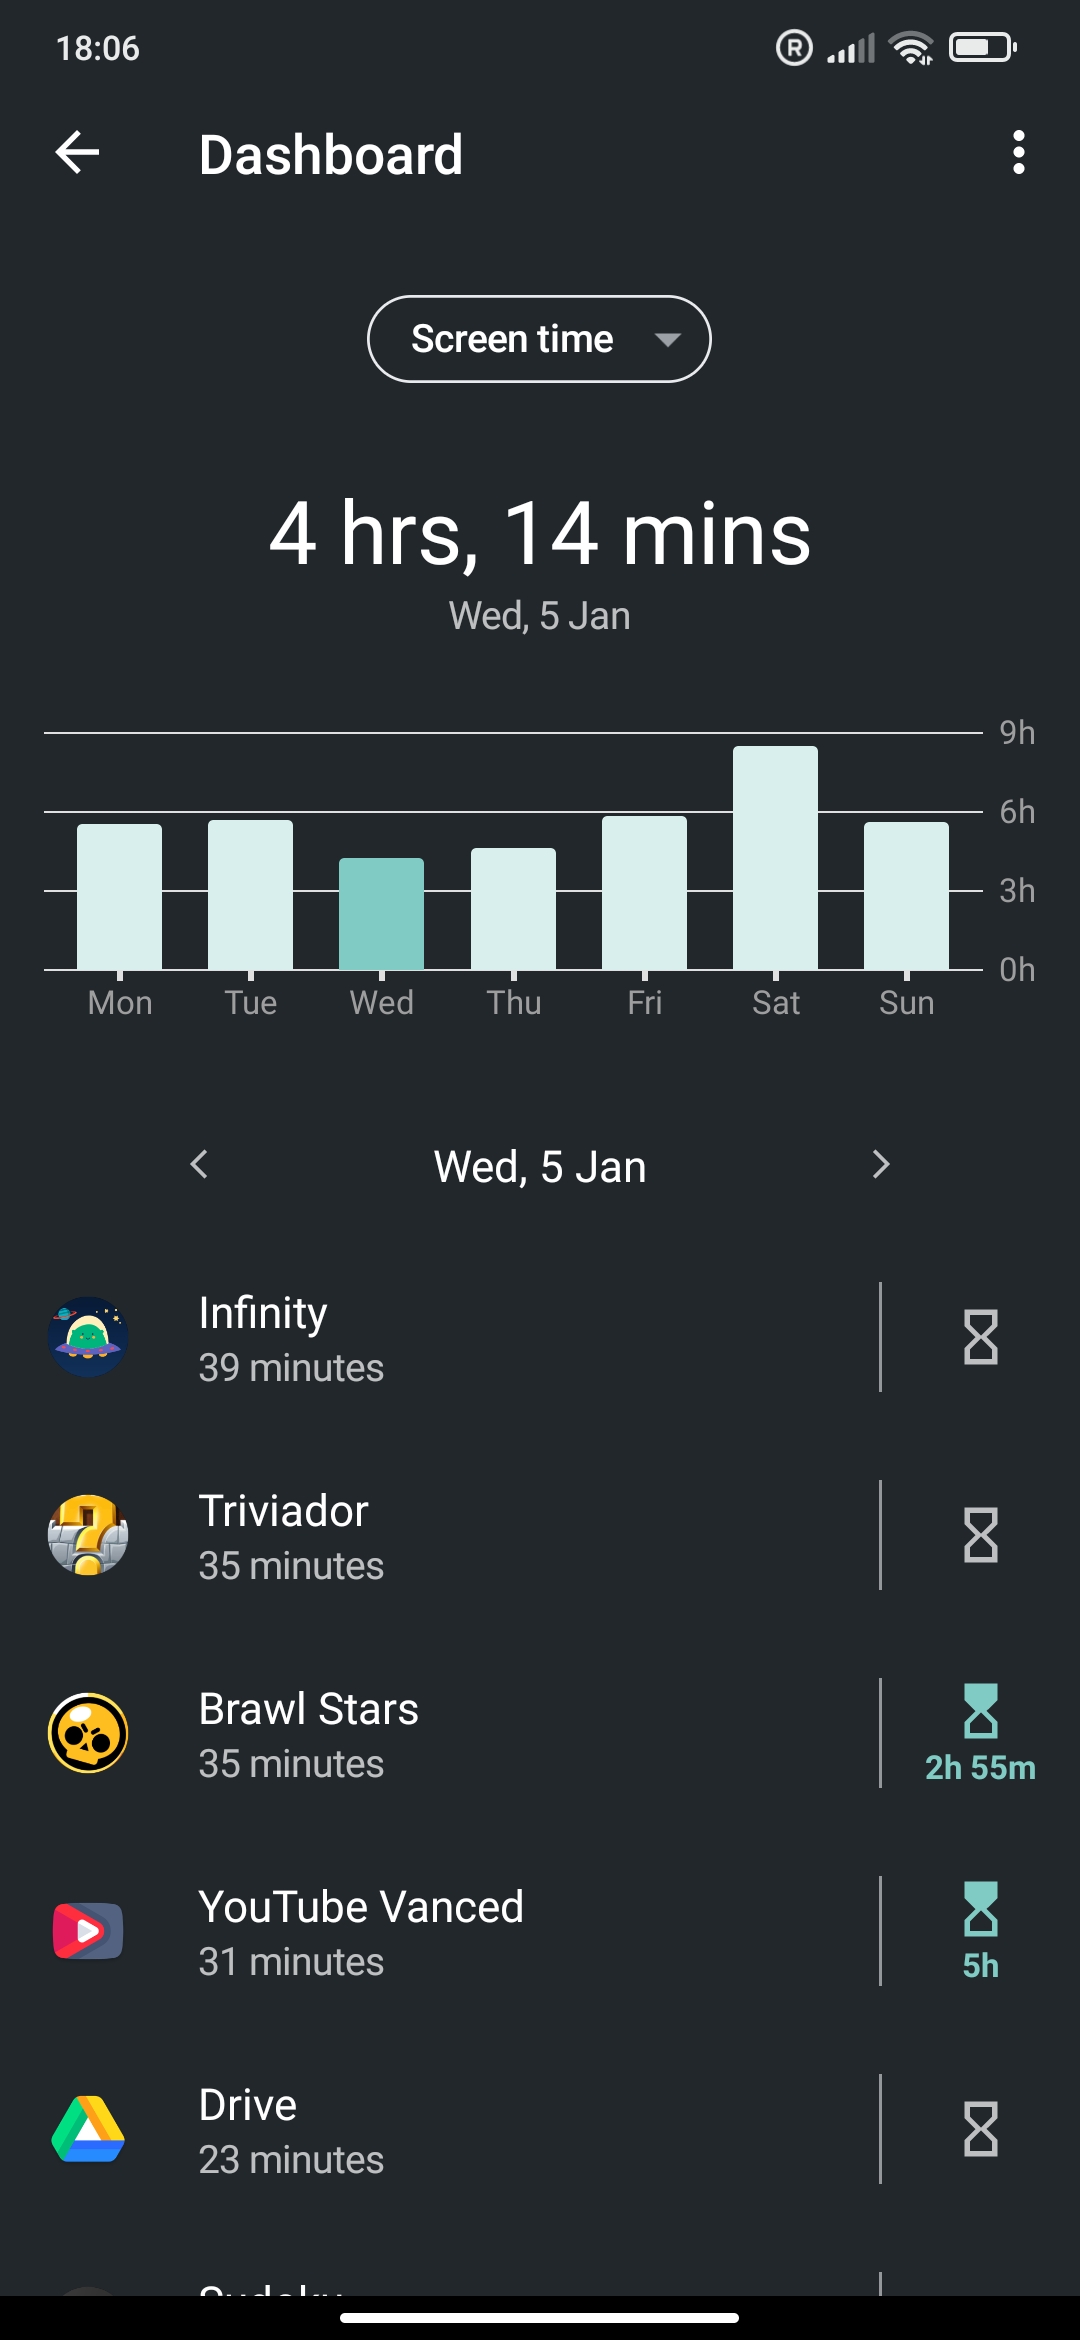 18:06
Dashboard
Screen time
4 hrs, 14 mins
Wed, 5 Jan
9h
6h
3h
0h
Mon Tue Wed Thu Fri Sat Sun
Wed, 5 Jan
Infinity
39 minutes
Triviador
35 minutes
Brawl Stars
35 minutes
2h 55m
YouTube Vanced
31 minutes
5h
Drive
23 minutes
Sudoku